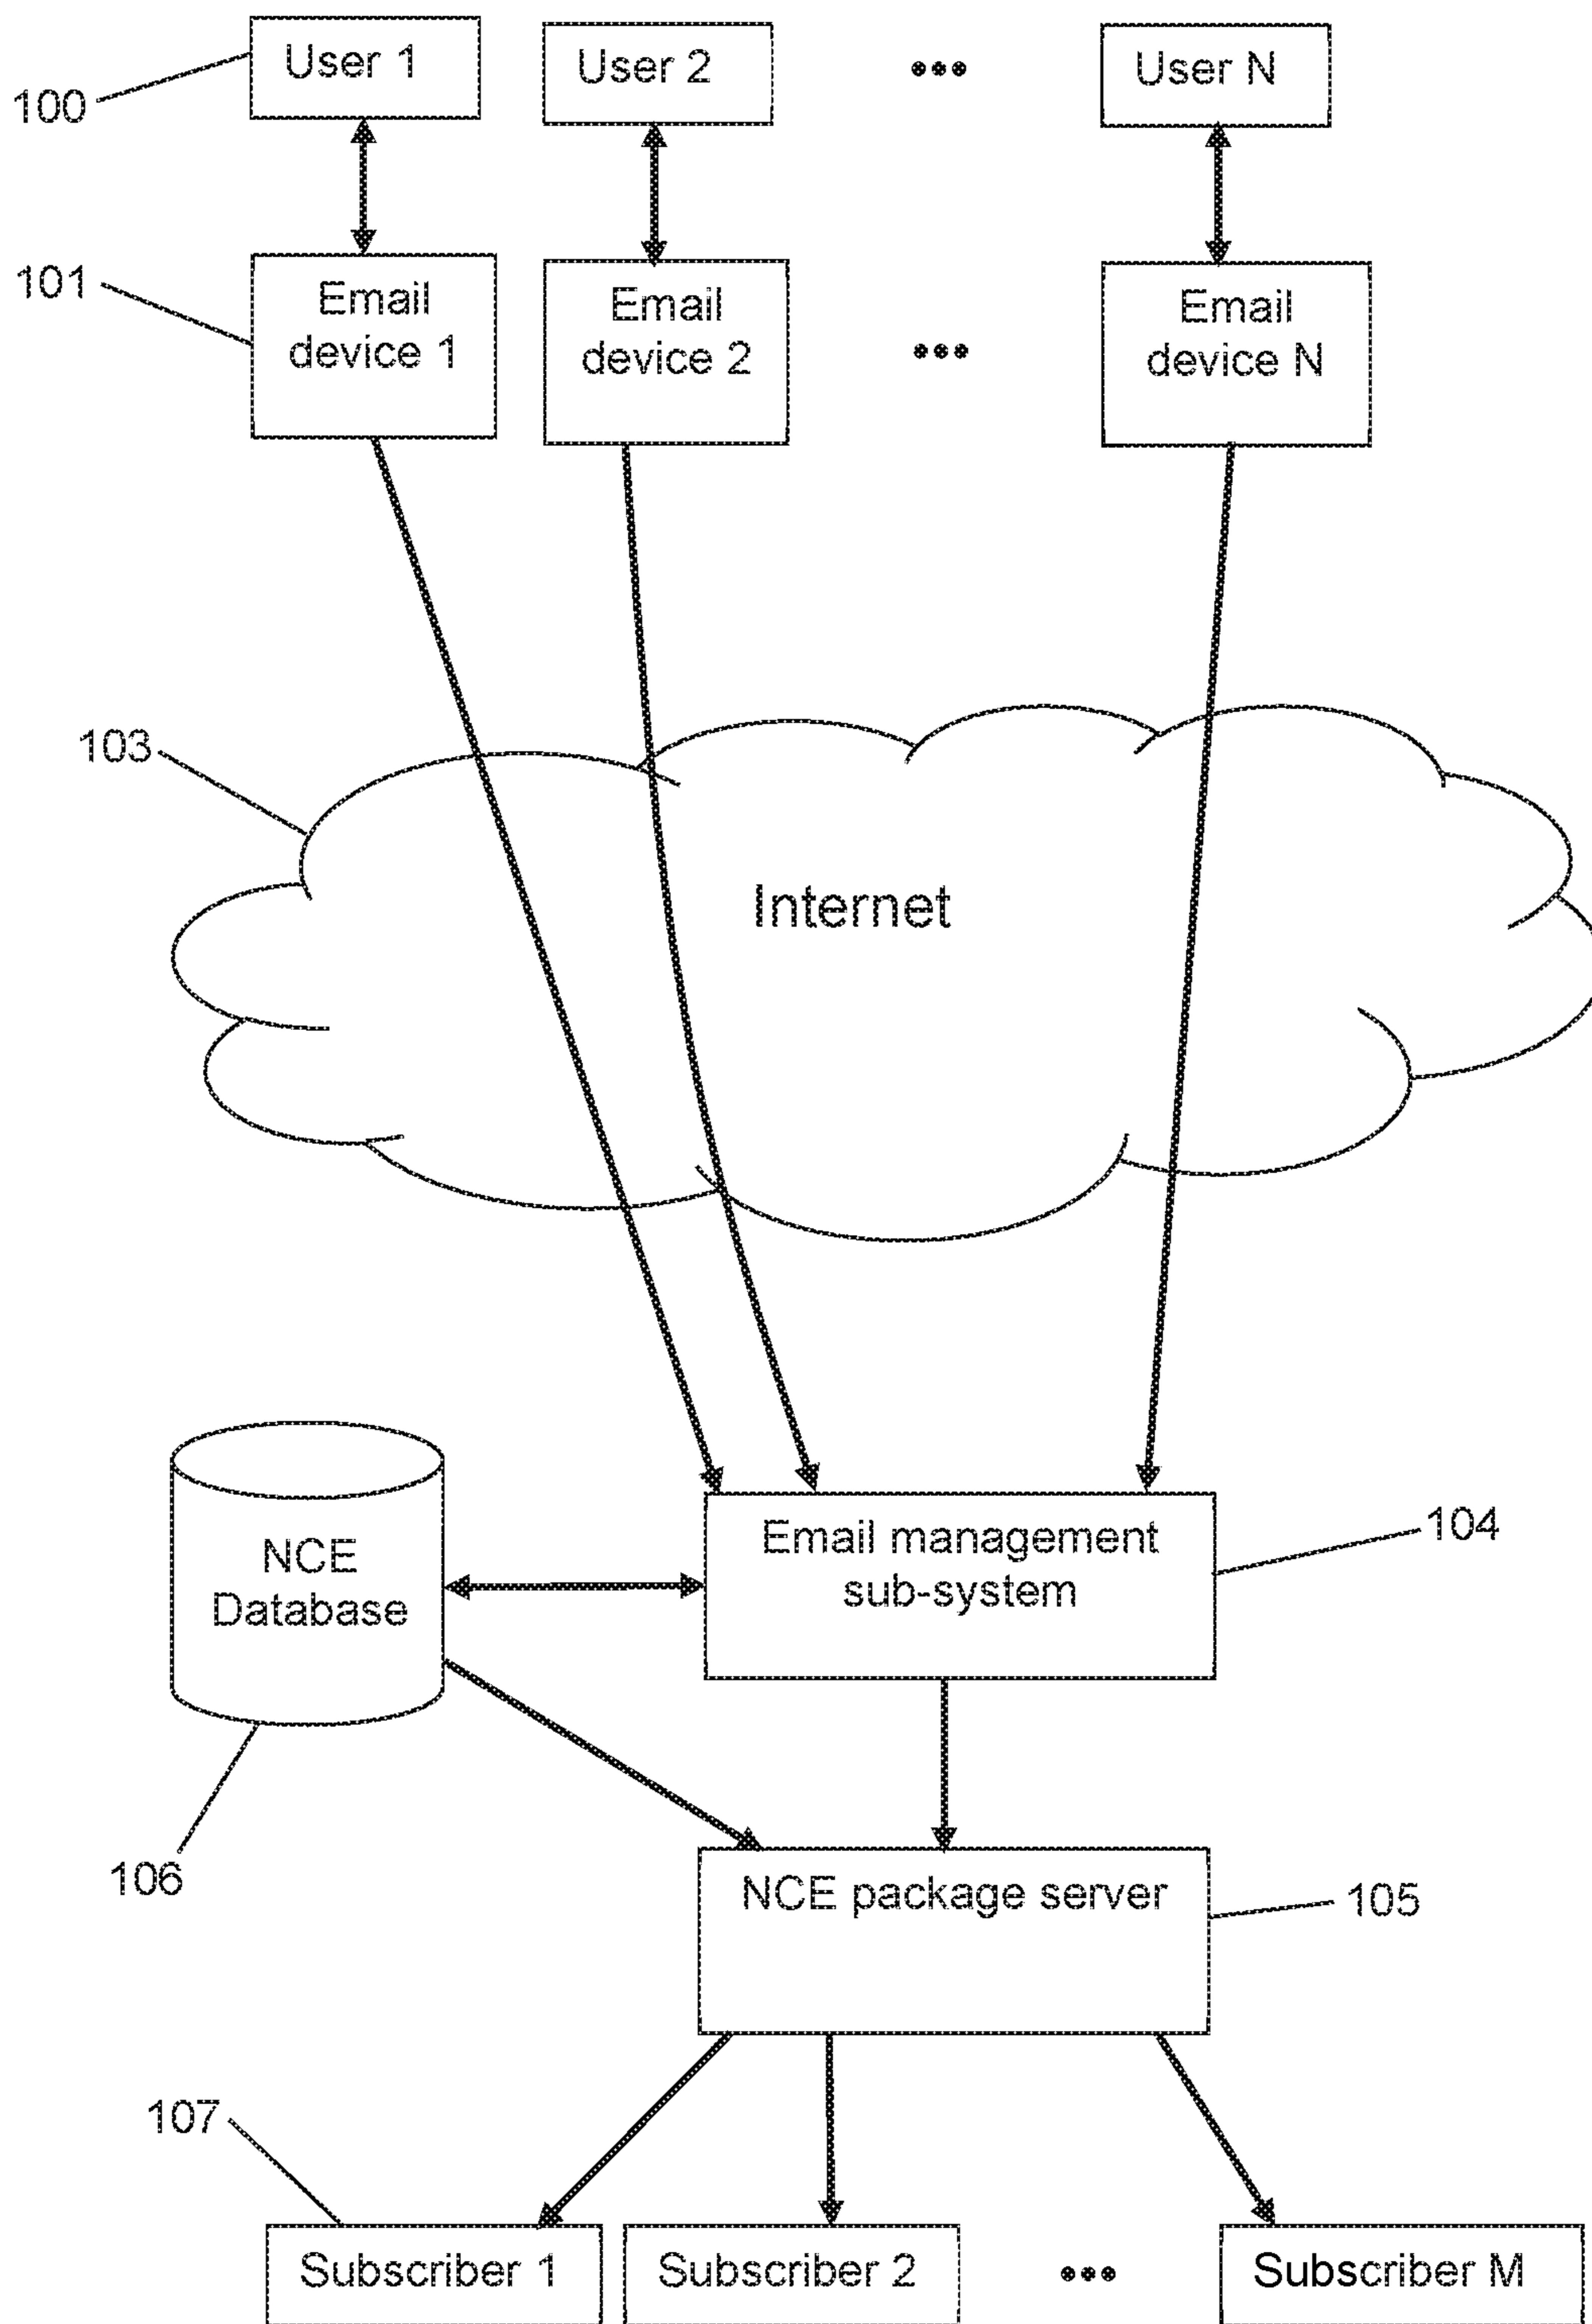 User 1
User 2
•••
User N
100
101
Email
device 1
Email
device 2
•••
Email
device N
103
Internet
NCE
Database
Email management
sub-system
104
106
NCE package server
105
107
Subscriber 1
Subscriber 2
•••
Subscriber M